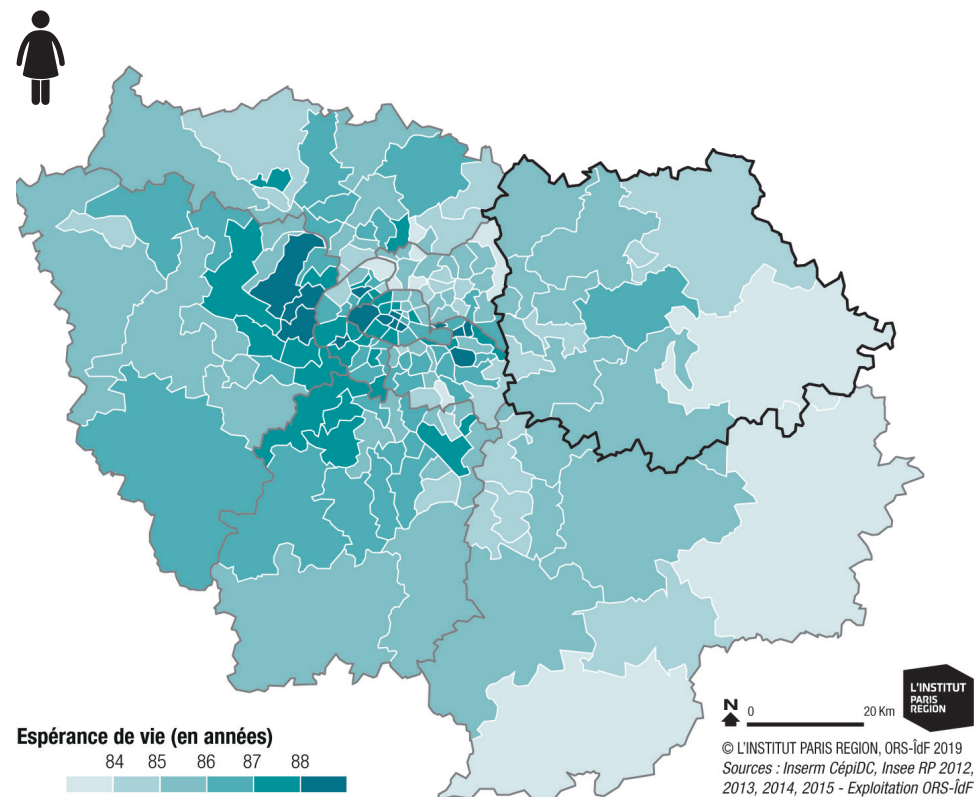 Espérance de vie (en années)
84 85 86 87 88
N 0 20 Km
L'INSTITUT
PARIS
REGION
© L'INSTITUT PARIS REGION, ORS-ÎdF 2019
Sources : Inserm CépiDC, Insee RP 2012,
2013, 2014, 2015 - Exploitation ORS-ÎdF